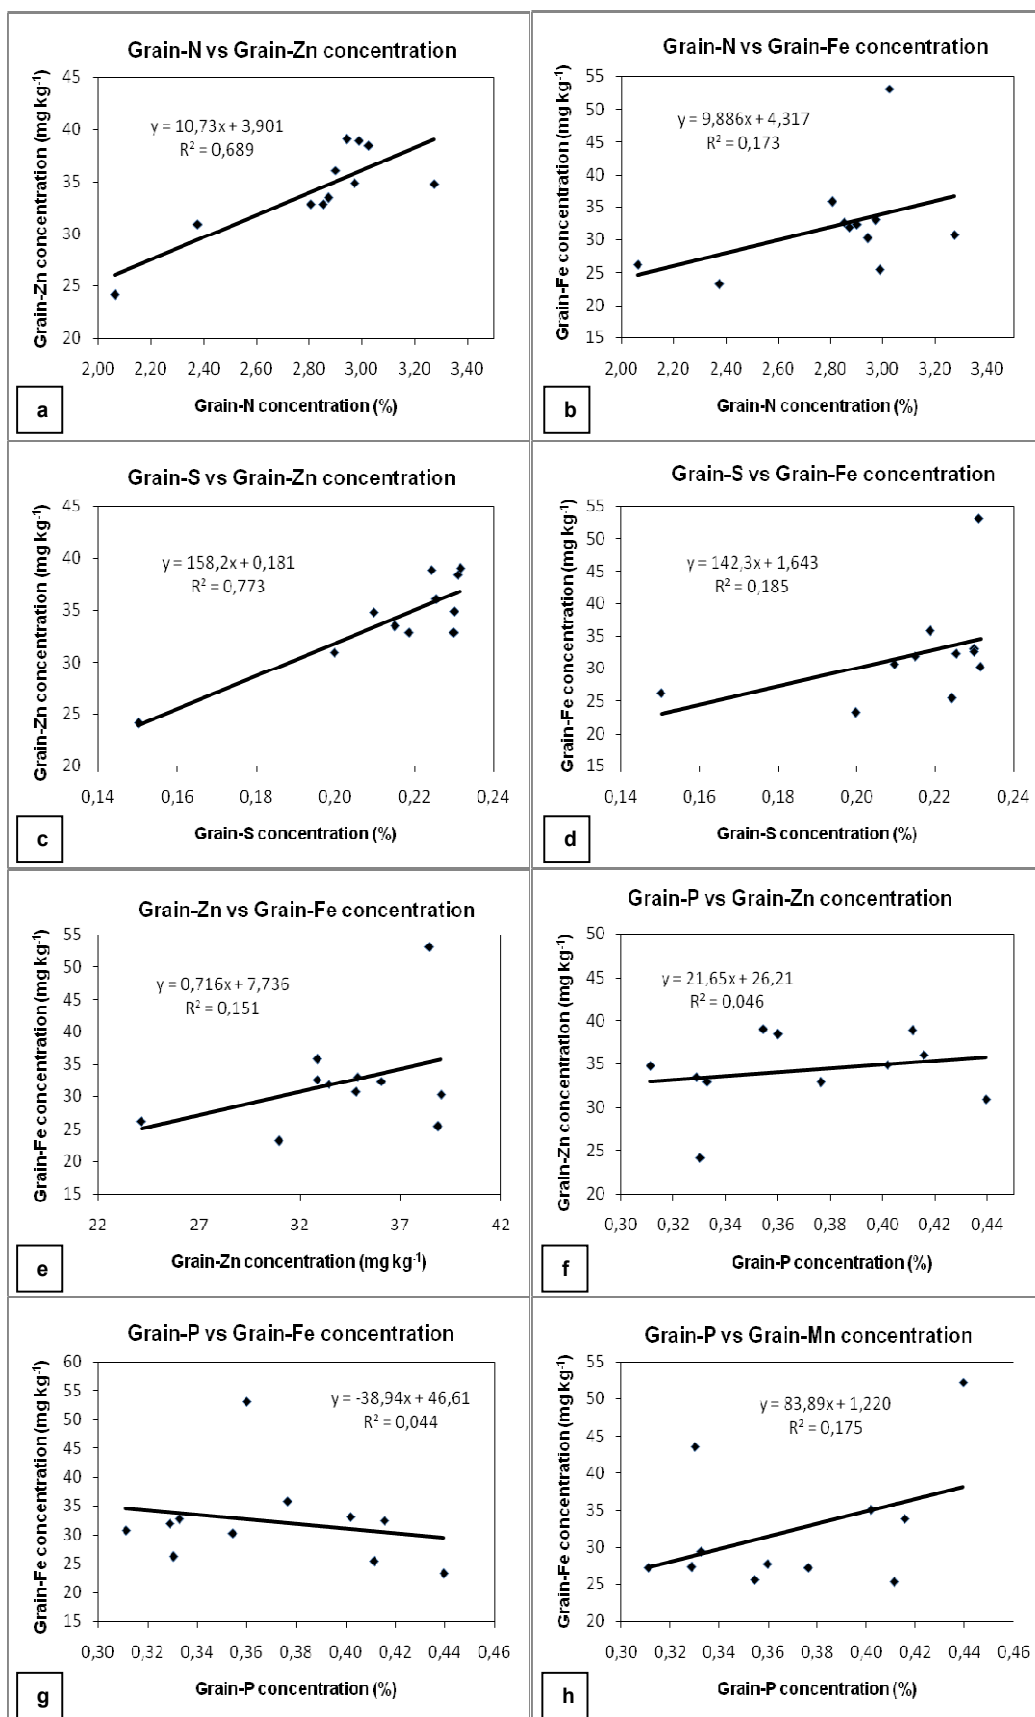 Grain-N vs Grain-Zn concentration
Grain-Zn concentration (mg kg⁻¹)
45
40
35
30
25
20
y = 10,73x + 3,901
R² = 0,689
2,00 2,20 2,40 2,60 2,80 3,00 3,20 3,40
Grain-N concentration (%)
a
Grain-N vs Grain-Fe concentration
Grain-Fe concentration (mg kg⁻¹)
55
50
45
40
35
30
25
20
15
y = 9,886x + 4,317
R² = 0,173
2,00 2,20 2,40 2,60 2,80 3,00 3,20 3,40
Grain-N concentration (%)
b
Grain-S vs Grain-Zn concentration
Grain-Zn concentration (mg kg⁻¹)
45
40
35
30
25
20
y = 158,2x + 0,181
R² = 0,773
0,14 0,16 0,18 0,20 0,22 0,24
Grain-S concentration (%)
c
Grain-S vs Grain-Fe concentration
Grain-Fe concentration (mg kg⁻¹)
55
50
45
40
35
30
25
20
15
y = 142,3x + 1,643
R² = 0,185
0,14 0,16 0,18 0,20 0,22 0,24
Grain-S concentration (%)
d
Grain-Zn vs Grain-Fe concentration
Grain-Fe concentration (mg kg⁻¹)
55
50
45
40
35
30
25
20
15
y = 0,716x + 7,736
R² = 0,151
22 27 32 37 42
Grain-Zn concentration (mg kg⁻¹)
e
Grain-P vs Grain-Zn concentration
Grain-Zn concentration (mg kg⁻¹)
50
45
40
35
30
25
20
y = 21,65x + 26,21
R² = 0,046
0,30 0,32 0,34 0,36 0,38 0,40 0,42 0,44
Grain-P concentration (%)
f
Grain-P vs Grain-Fe concentration
Grain-Fe concentration (mg kg⁻¹)
60
55
50
45
40
35
30
25
20
15
y = -38,94x + 46,61
R² = 0,044
0,30 0,32 0,34 0,36 0,38 0,40 0,42 0,44 0,46
Grain-P concentration (%)
g
Grain-P vs Grain-Mn concentration
Grain-Fe concentration (mg kg⁻¹)
55
50
45
40
35
30
25
20
y = 83,89x + 1,220
R² = 0,175
0,30 0,32 0,34 0,36 0,38 0,40 0,42 0,44 0,46
Grain-P concentration (%)
h